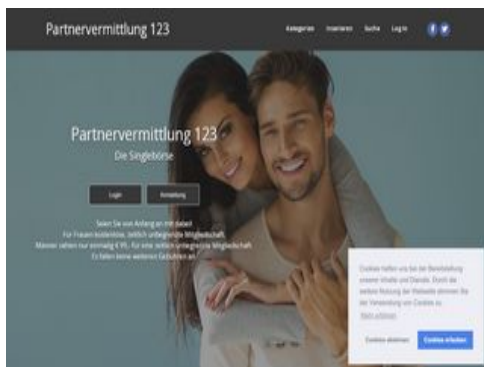 Partnervermittlung 123
Kategorien Inserieren Suche Log In
Partnervermittlung 123
Die Singlebörse
Login Anmeldung
Seien Sie von Anfang an mit dabei!
Für Frauen kostenlose, zeitlich unbegrenzte Mitgliedschaft.
Männer zahlen nur einmalig € 99,- für eine zeitlich unbegrenzte Mitgliedschaft.
Es fallen keine weiteren Gebühren an.
Cookies helfen uns bei der Bereitstellung
unserer Inhalte und Dienste. Durch die
weitere Nutzung der Webseite stimmen Sie
der Verwendung von Cookies zu.
Mehr erfahren
Cookies ablehnen Cookies erlauben